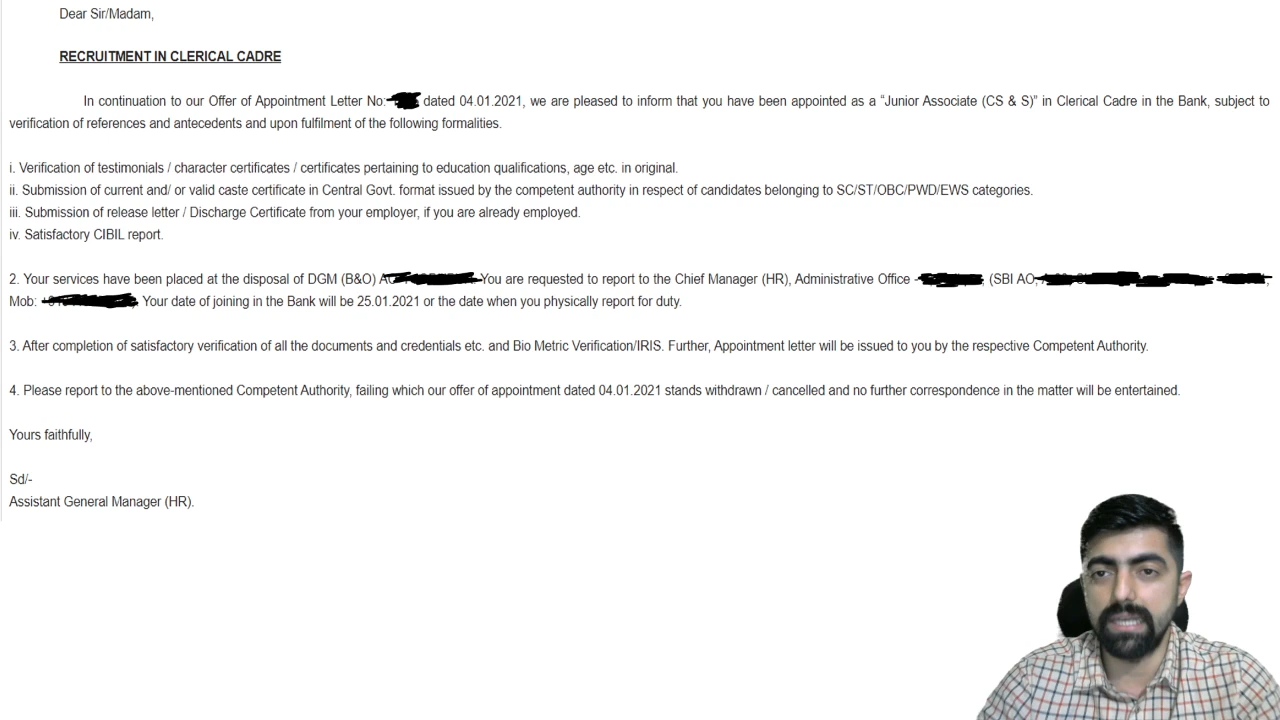 Dear Sir/Madam,
RECRUITMENT IN CLERICAL CADRE
In continuation to our Offer of Appointment Letter No: dated 04.01.2021, we are pleased to inform that you have been appointed as a “Junior Associate (CS & S)” in Clerical Cadre in the Bank, subject to
verification of references and antecedents and upon fulfilment of the following formalities.
i. Verification of testimonials / character certificates / certificates pertaining to education qualifications, age etc. in original.
ii. Submission of current and/ or valid caste certificate in Central Govt. format issued by the competent authority in respect of candidates belonging to SC/ST/OBC/PWD/EWS categories.
iii. Submission of release letter / Discharge Certificate from your employer, if you are already employed.
iv. Satisfactory CIBIL report.
2. Your services have been placed at the disposal of DGM (B&O) You are requested to report to the Chief Manager (HR), Administrative Office - (SBI AO,
Mob: Your date of joining in the Bank will be 25.01.2021 or the date when you physically report for duty.
3. After completion of satisfactory verification of all the documents and credentials etc. and Bio Metric Verification/IRIS. Further, Appointment letter will be issued to you by the respective Competent Authority.
4. Please report to the above-mentioned Competent Authority, failing which our offer of appointment dated 04.01.2021 stands withdrawn / cancelled and no further correspondence in the matter will be entertained.
Yours faithfully,
Sd/-
Assistant General Manager (HR).